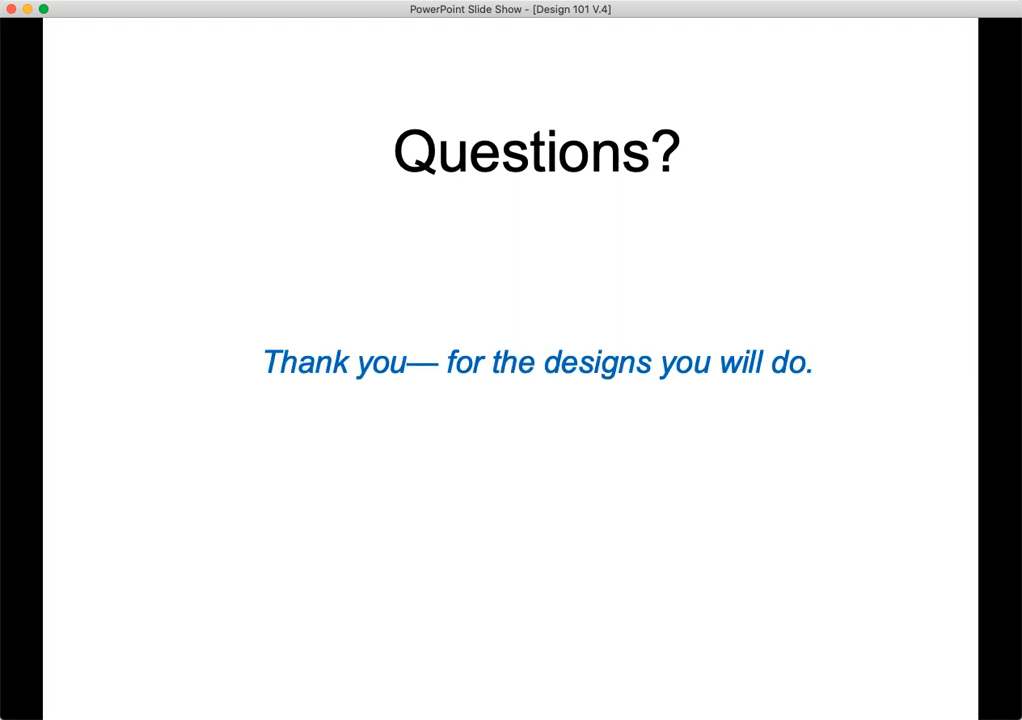 PowerPoint Slide Show - [Design 101 V.4]
Questions?
Thank you— for the designs you will do.